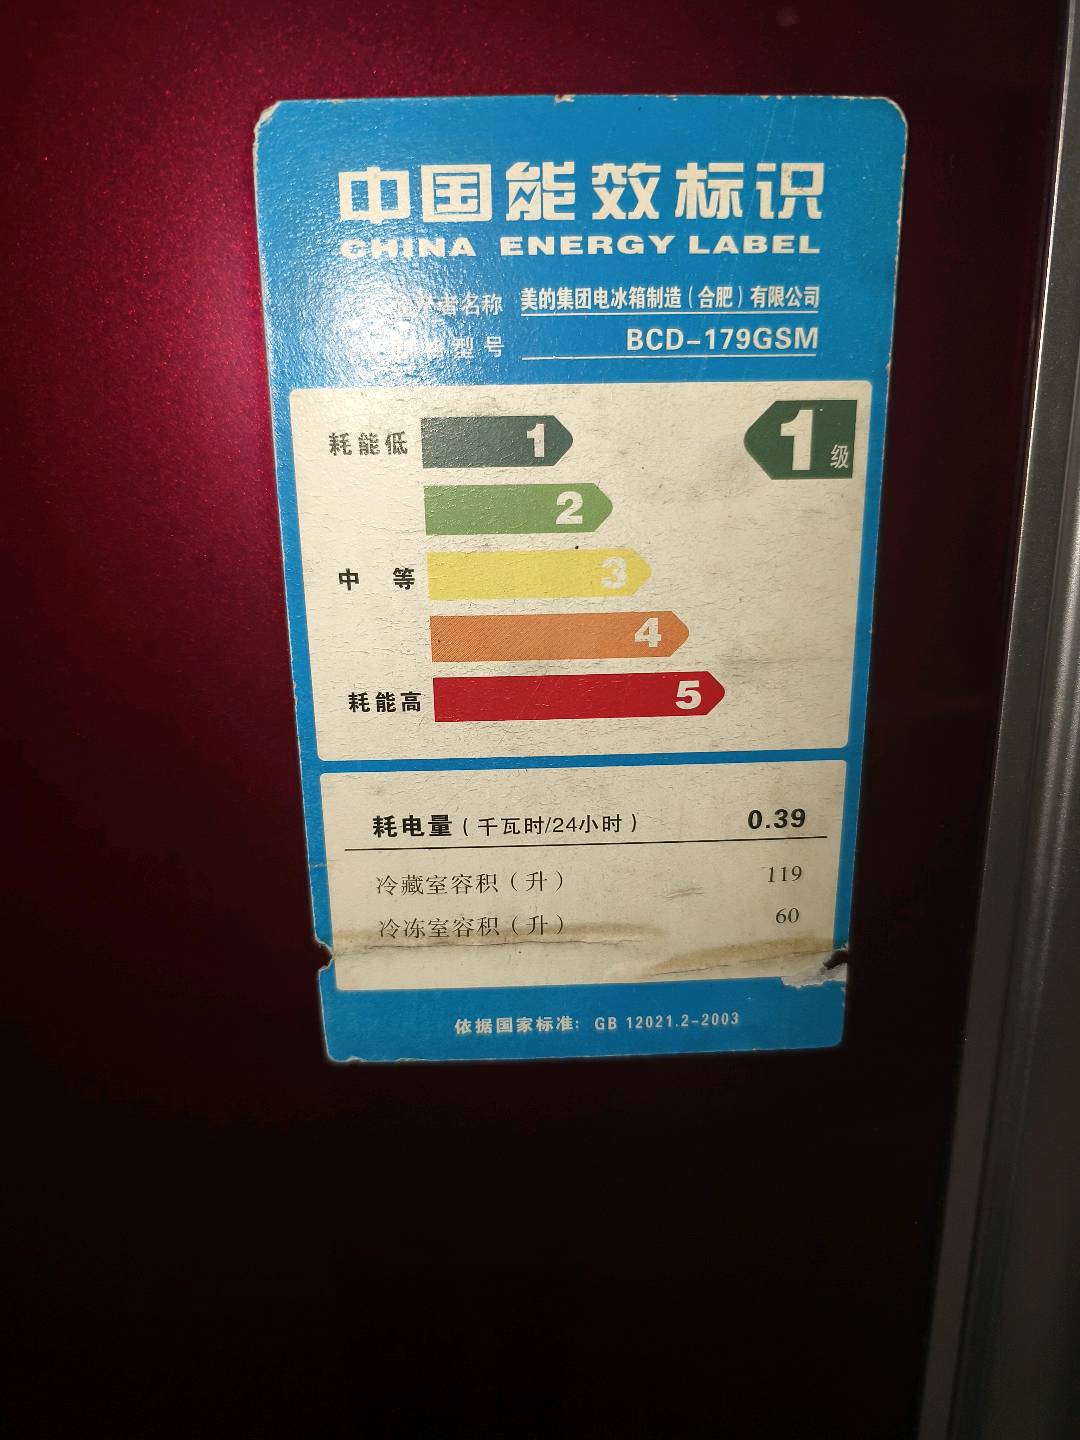 中国能效标识
CHINA ENERGY LABEL
者名称 美的集团电冰箱制造（合肥）有限公司
型号 BCD-179GSM
耗能低 1 1级
2
中 等 3
4
耗能高 5
耗电量（千瓦时/24小时） 0.39
冷藏室容积（升） 119
冷冻室容积（升） 60
依据国家标准：GB 12021.2-2003